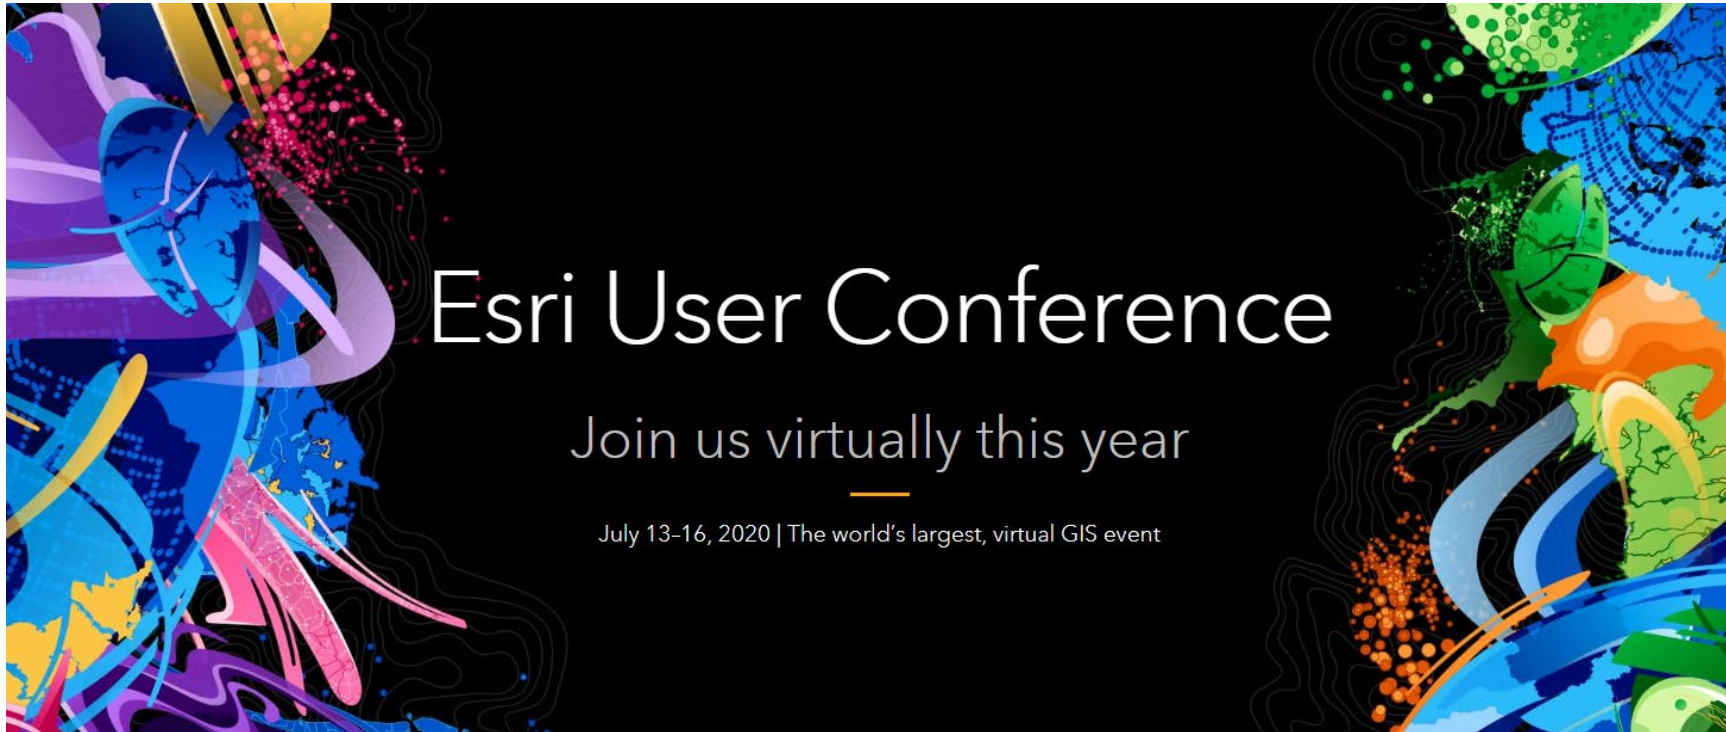 Esri User Conference
Join us virtually this year
July 13–16, 2020 | The world's largest, virtual GIS event